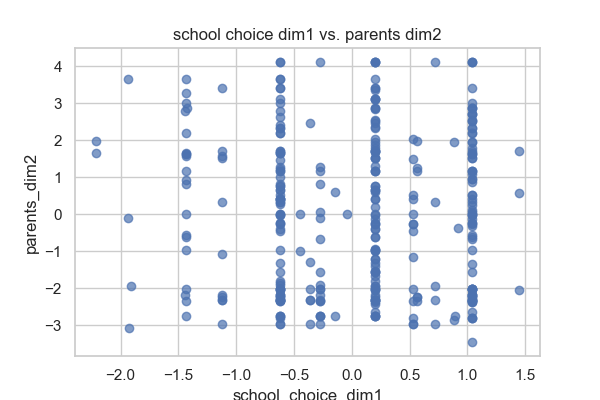 school choice dim1 vs. parents dim2
parents_dim2
4
3
2
1
0
−1
−2
−3
−2.0 −1.5 −1.0 −0.5 0.0 0.5 1.0 1.5
school_choice_dim1